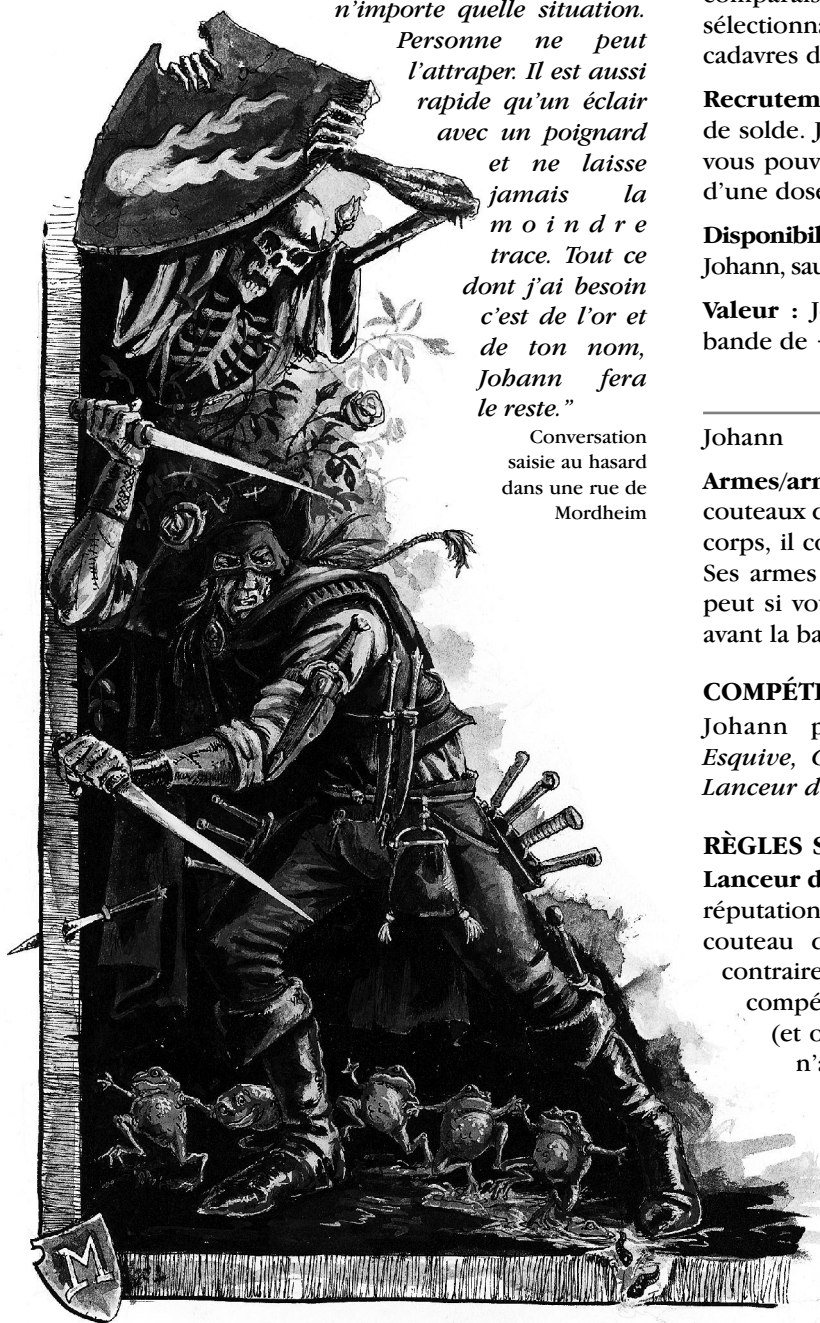 n'importe quelle situation.
Personne ne peut
l'attraper. Il est aussi
rapide qu'un éclair
avec un poignard
et ne laisse
jamais la
moindre
trace. Tout ce
dont j'ai besoin
c'est de l'or et
de ton nom,
Johann fera
le reste.”
Conversation
saisie au hasard
dans une rue de
Mordheim
M
sélectionna
cadavres d
Recrutem
de solde. J
vous pouv
d'une dose
Disponibil
Johann, sau
Valeur : J
bande de
Johann
Armes/arm
couteaux d
corps, il co
Ses armes
peut si vou
avant la ba
COMPÉTE
Johann p
Esquive, C
Lanceur d
RÈGLES S
Lanceur d
réputation
couteau d
contraire
compé
(et o
n'a